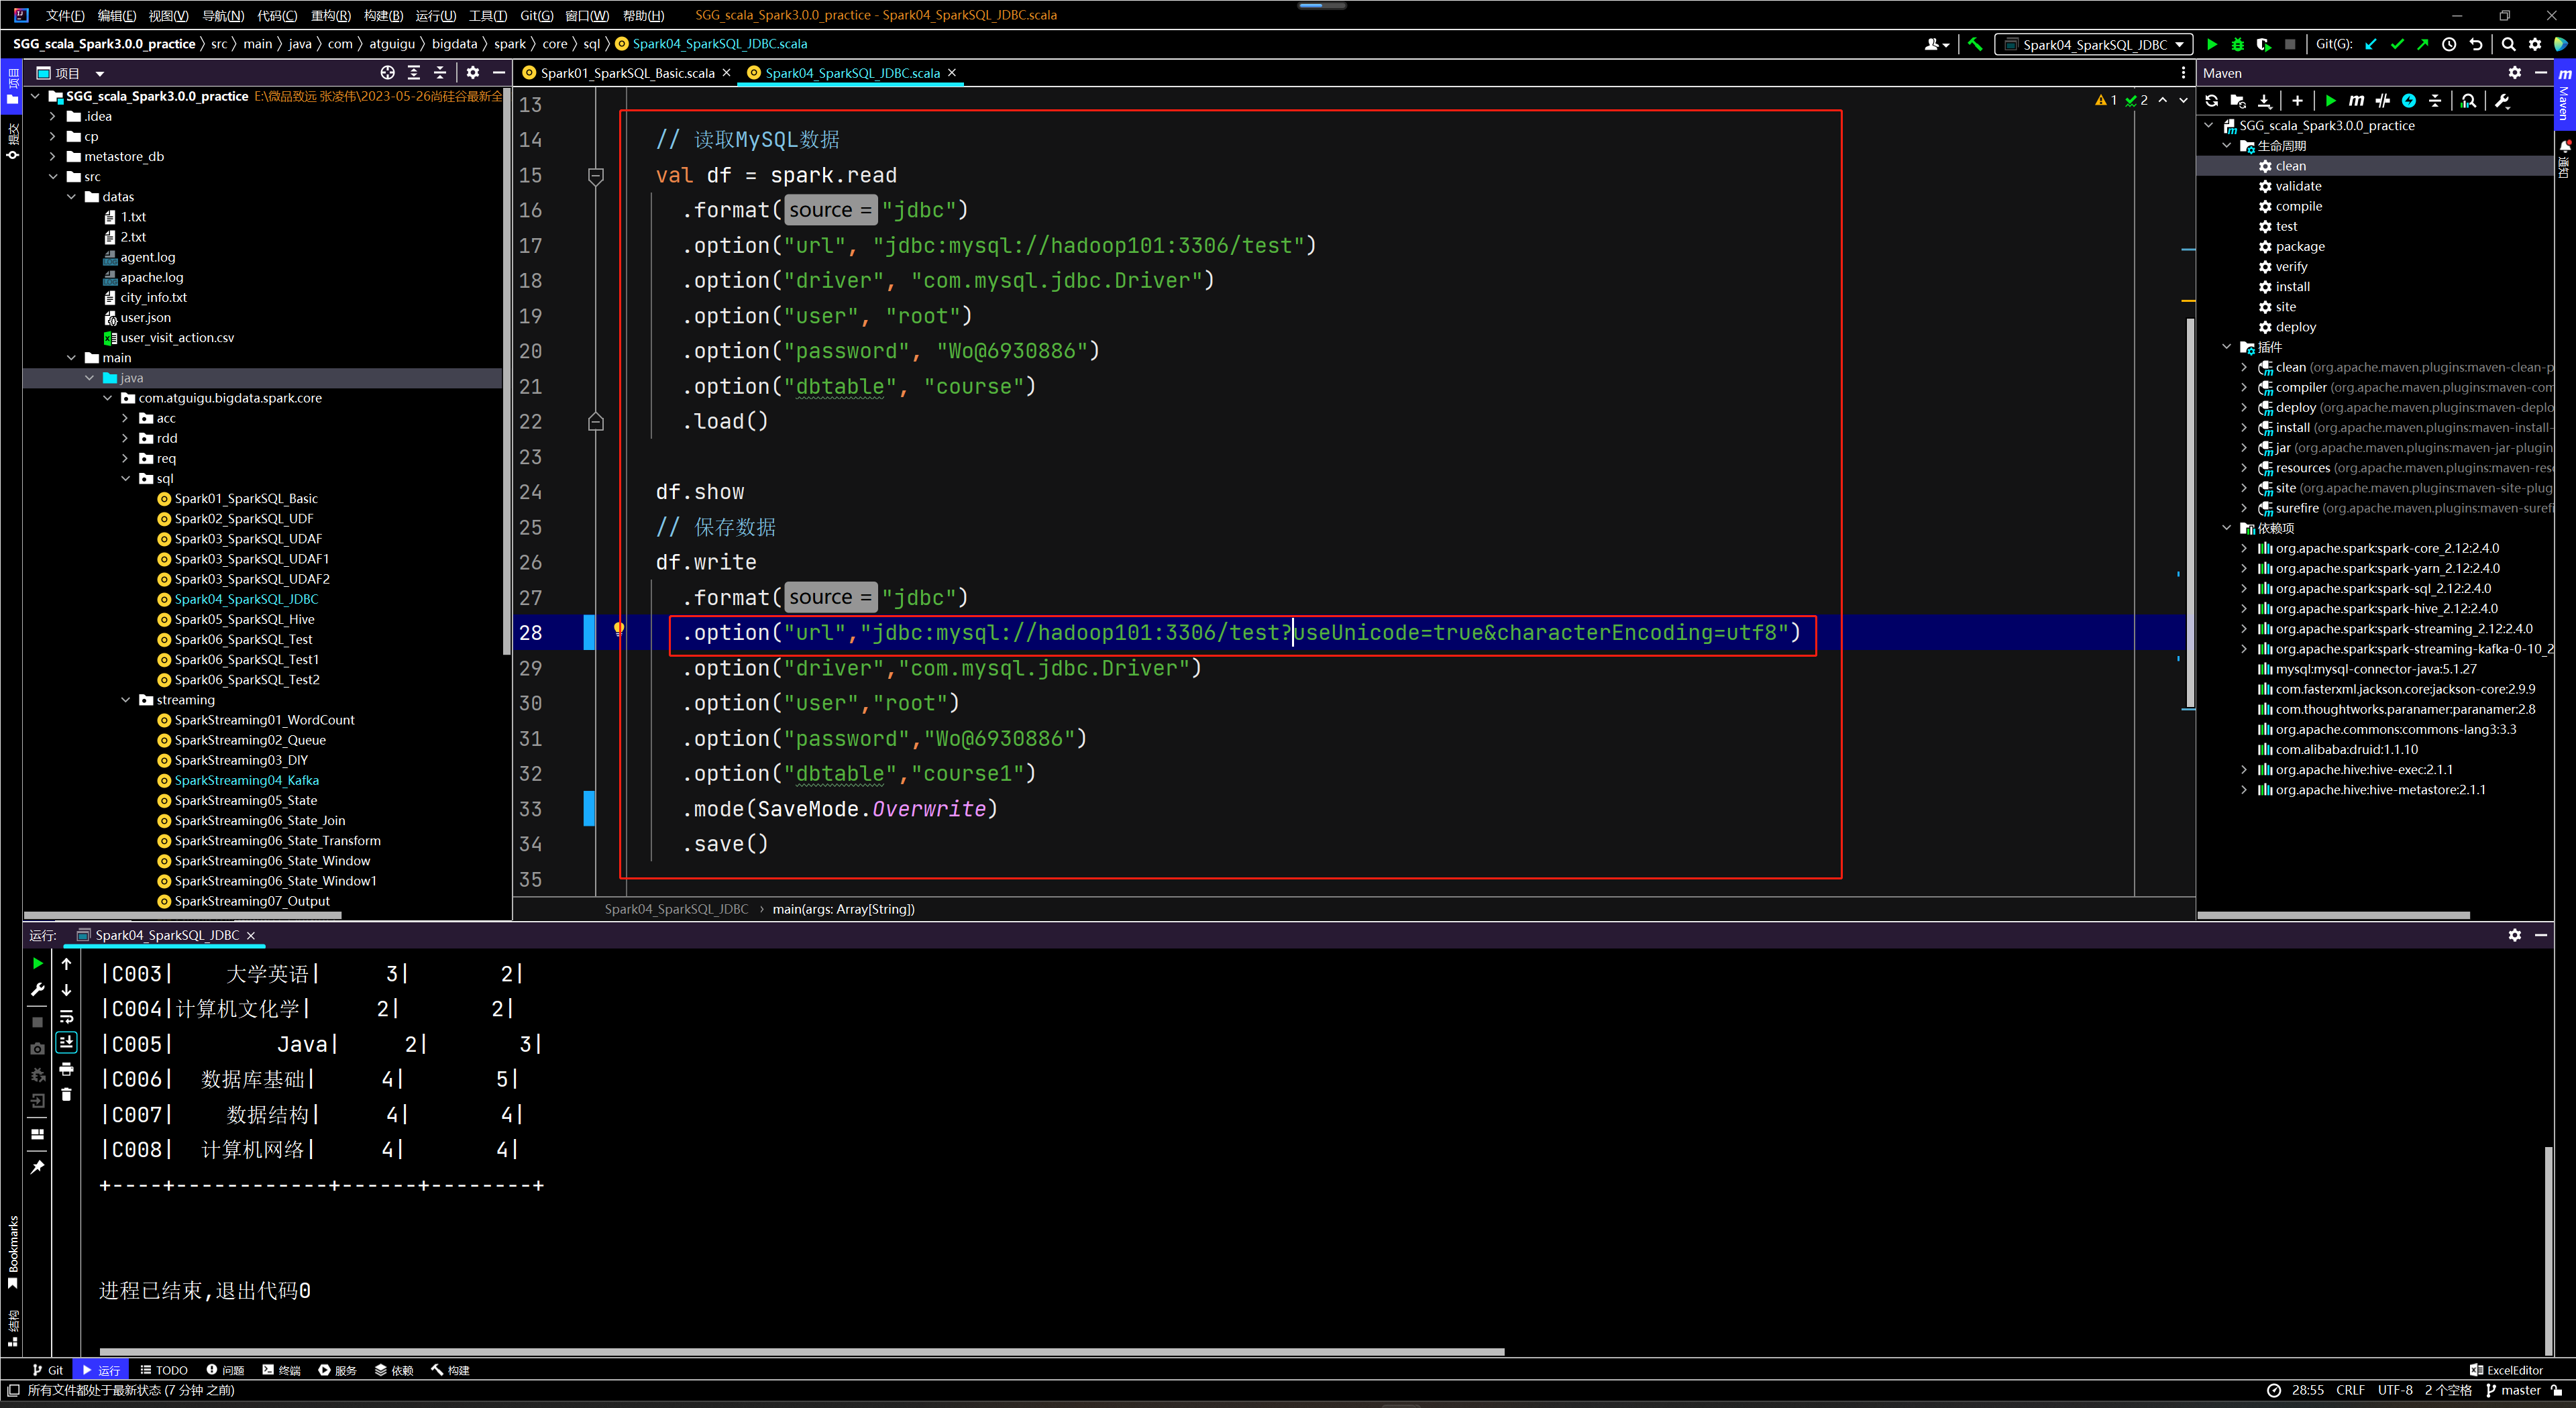 文件(F) 编辑(E) 视图(V) 导航(N) 代码(C) 重构(R) 构建(B) 运行(U) 工具(T) Git(G) 窗口(W) 帮助(H) SGG_scala_Spark3.0.0_practice - Spark04_SparkSQL_JDBC.scala
SGG_scala_Spark3.0.0_practice 〉 src 〉 main 〉 java 〉 com 〉 atguigu 〉 bigdata 〉 spark 〉 core 〉 sql 〉 Spark04_SparkSQL_JDBC.scala
Spark04_SparkSQL_JDBC
Git(G):
项目
提交
项目
SGG_scala_Spark3.0.0_practice E:\微品致远 张凌伟\2023-05-26尚硅谷最新全
.idea
cp
metastore_db
src
datas
1.txt
2.txt
agent.log
apache.log
city_info.txt
user.json
user_visit_action.csv
main
java
com.atguigu.bigdata.spark.core
acc
rdd
req
sql
Spark01_SparkSQL_Basic
Spark02_SparkSQL_UDF
Spark03_SparkSQL_UDAF
Spark03_SparkSQL_UDAF1
Spark03_SparkSQL_UDAF2
Spark04_SparkSQL_JDBC
Spark05_SparkSQL_Hive
Spark06_SparkSQL_Test
Spark06_SparkSQL_Test1
Spark06_SparkSQL_Test2
streaming
SparkStreaming01_WordCount
SparkStreaming02_Queue
SparkStreaming03_DIY
SparkStreaming04_Kafka
SparkStreaming05_State
SparkStreaming06_State_Join
SparkStreaming06_State_Transform
SparkStreaming06_State_Window
SparkStreaming06_State_Window1
SparkStreaming07_Output
Spark01_SparkSQL_Basic.scala Spark04_SparkSQL_JDBC.scala
1 2
13
14 // 读取MySQL数据
15 val df = spark.read
16 .format(source = "jdbc")
17 .option("url", "jdbc:mysql://hadoop101:3306/test")
18 .option("driver", "com.mysql.jdbc.Driver")
19 .option("user", "root")
20 .option("password", "Wo@6930886")
21 .option("dbtable", "course")
22 .load()
23
24 df.show
25 // 保存数据
26 df.write
27 .format(source = "jdbc")
28 .option("url","jdbc:mysql://hadoop101:3306/test?useUnicode=true&characterEncoding=utf8")
29 .option("driver","com.mysql.jdbc.Driver")
30 .option("user","root")
31 .option("password","Wo@6930886")
32 .option("dbtable","course1")
33 .mode(SaveMode.Overwrite)
34 .save()
35
Spark04_SparkSQL_JDBC › main(args: Array[String])
Maven
SGG_scala_Spark3.0.0_practice
生命周期
clean
validate
compile
test
package
verify
install
site
deploy
插件
clean (org.apache.maven.plugins:maven-clean-p
compiler (org.apache.maven.plugins:maven-com
deploy (org.apache.maven.plugins:maven-deplo
install (org.apache.maven.plugins:maven-install-
jar (org.apache.maven.plugins:maven-jar-plugin
resources (org.apache.maven.plugins:maven-res
site (org.apache.maven.plugins:maven-site-plug
surefire (org.apache.maven.plugins:maven-surefi
依赖项
org.apache.spark:spark-core_2.12:2.4.0
org.apache.spark:spark-yarn_2.12:2.4.0
org.apache.spark:spark-sql_2.12:2.4.0
org.apache.spark:spark-hive_2.12:2.4.0
org.apache.spark:spark-streaming_2.12:2.4.0
org.apache.spark:spark-streaming-kafka-0-10_2
mysql:mysql-connector-java:5.1.27
com.fasterxml.jackson.core:jackson-core:2.9.9
com.thoughtworks.paranamer:paranamer:2.8
org.apache.commons:commons-lang3:3.3
com.alibaba:druid:1.1.10
org.apache.hive:hive-exec:2.1.1
org.apache.hive:hive-metastore:2.1.1
Maven
通知
运行: Spark04_SparkSQL_JDBC
|C003| 大学英语| 3| 2|
|C004|计算机文化学| 2| 2|
|C005| Java| 2| 3|
|C006| 数据库基础| 4| 5|
|C007| 数据结构| 4| 4|
|C008| 计算机网络| 4| 4|
+----+------------+------+--------+
进程已结束,退出代码0
Bookmarks
结构
Git 运行 TODO 问题 终端 服务 依赖 构建 ExcelEditor
所有文件都处于最新状态 (7 分钟 之前) 28:55 CRLF UTF-8 2 个空格 master